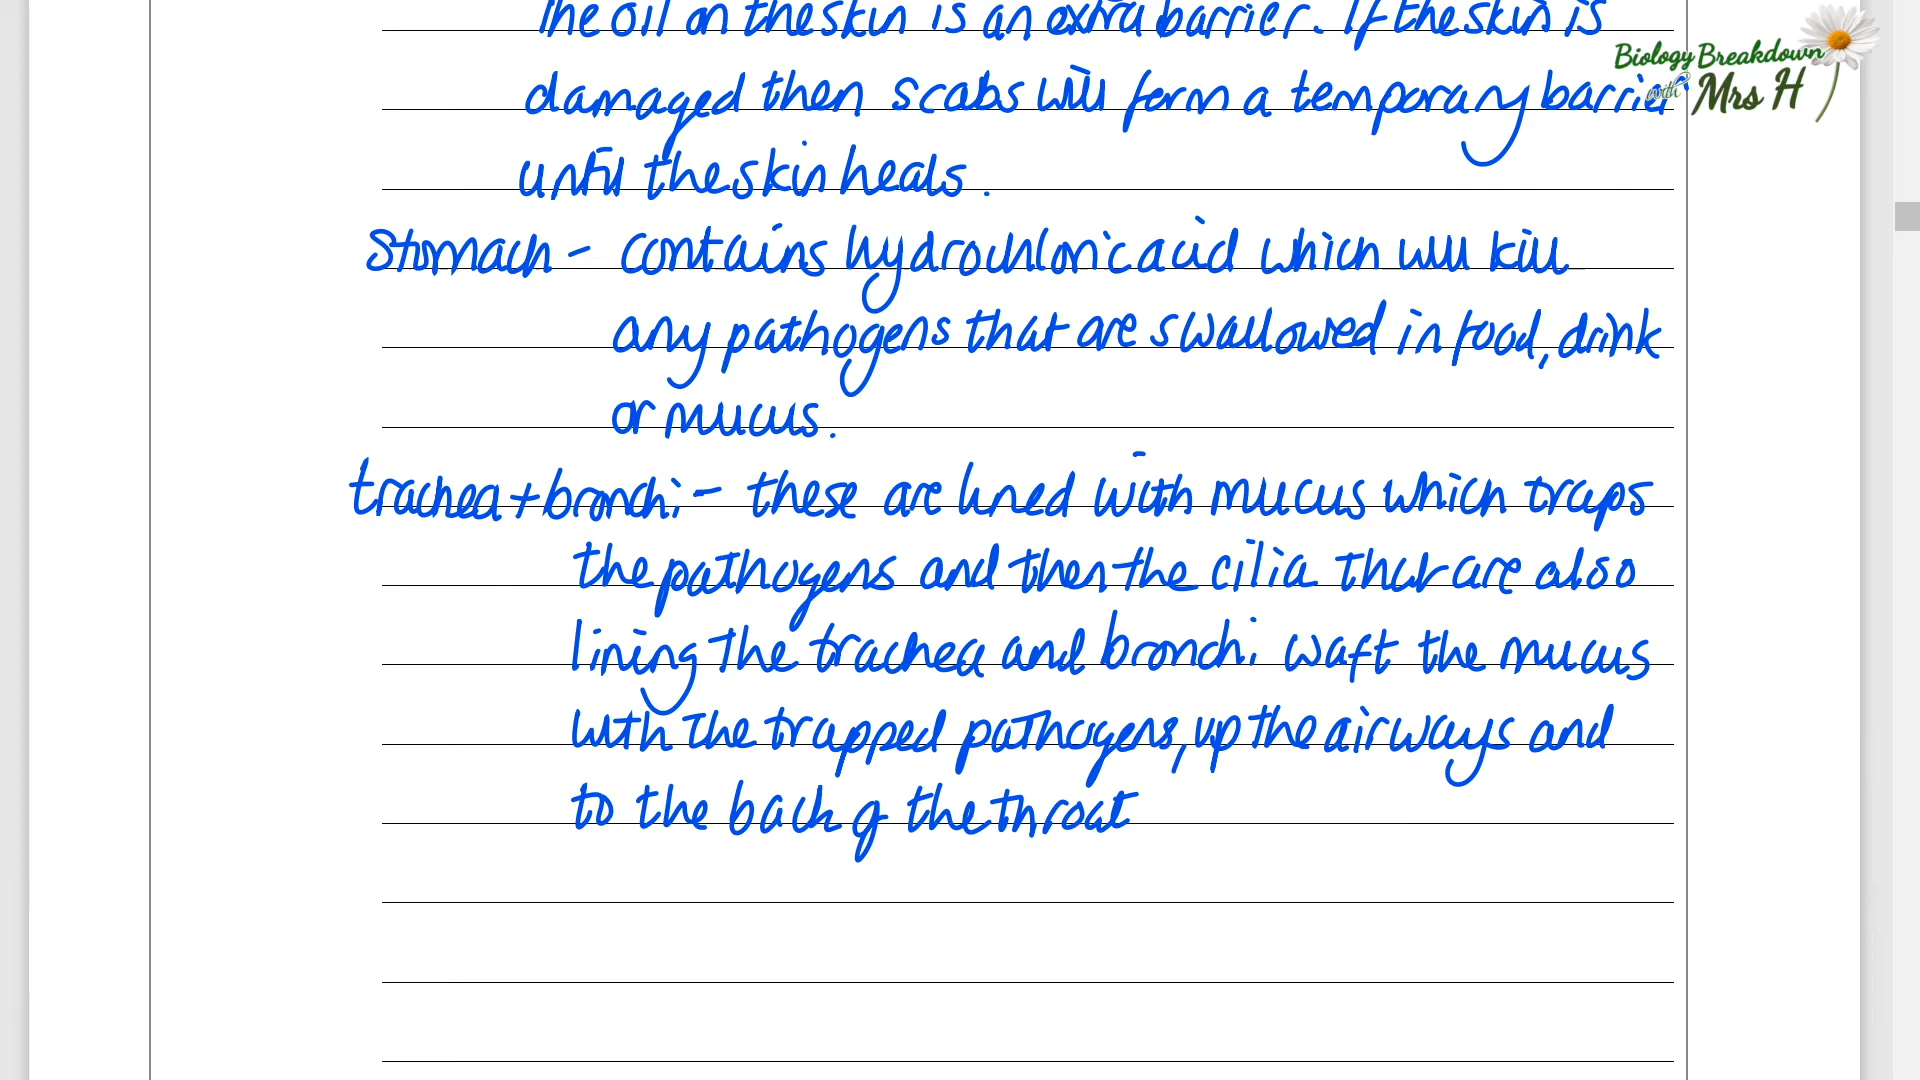 The oil on the skin is an extra barrier. If the skin is
damaged then scabs will form a temporary barrier
until the skin heals.
Stomach - contains hydrochloric acid which will kill
any pathogens that are swallowed in food, drink
or mucus.
trachea + bronchi - these are lined with mucus which traps
the pathogens and then the cilia that are also
lining the trachea and bronchi waft the mucus
with the trapped pathogens, up the airways and
to the back of the throat
Biology Breakdown
with Mrs H